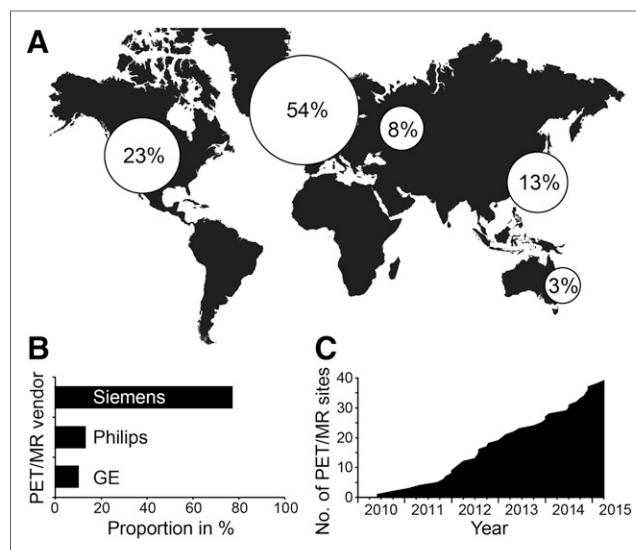 A
54%
8%
23%
13%
3%
B
PET/MR vendor
Siemens
Philips
GE
0 20 40 60 80 100
Proportion in %
C
No. of PET/MR sites
40
30
20
10
0
2010 2011 2012 2013 2014 2015
Year